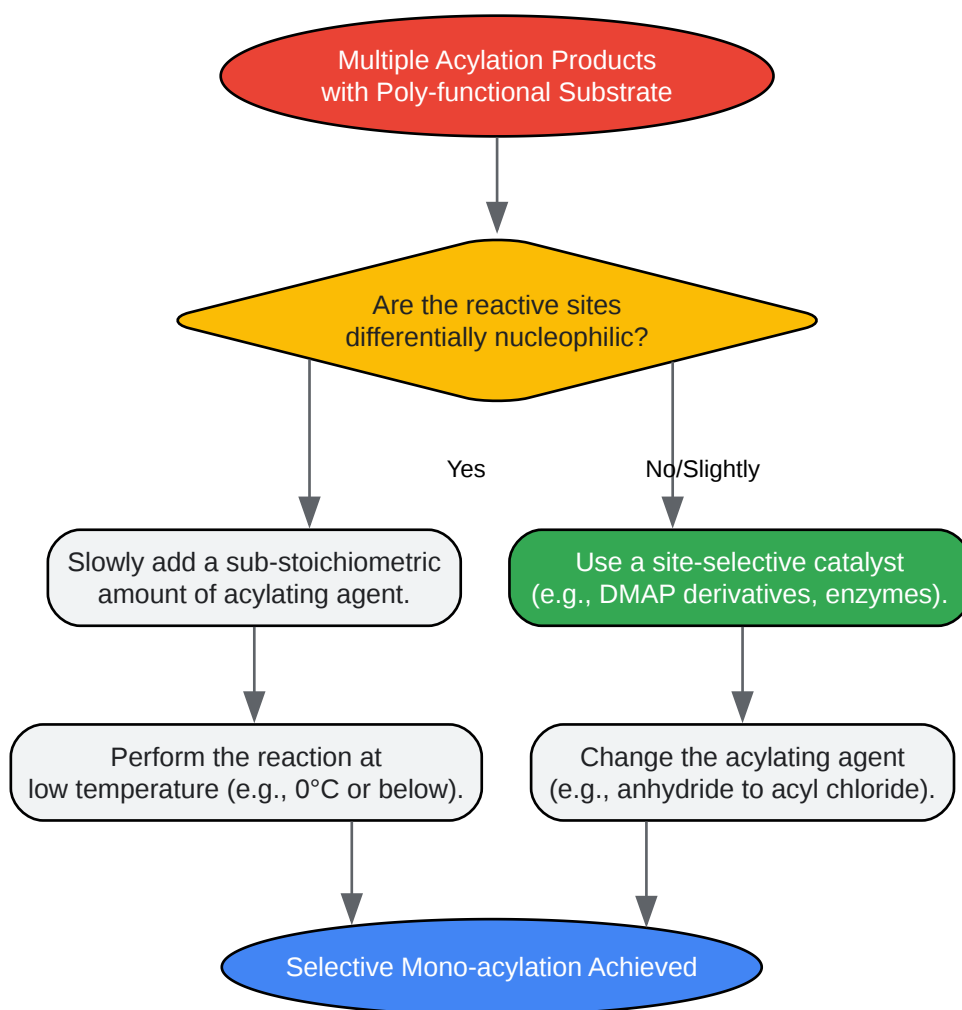 Multiple Acylation Products
with Poly-functional Substrate
Are the reactive sites
differentially nucleophilic?
Yes
No/Slightly
Slowly add a sub-stoichiometric
amount of acylating agent.
Use a site-selective catalyst
(e.g., DMAP derivatives, enzymes).
Perform the reaction at
low temperature (e.g., 0°C or below).
Change the acylating agent
(e.g., anhydride to acyl chloride).
Selective Mono-acylation Achieved